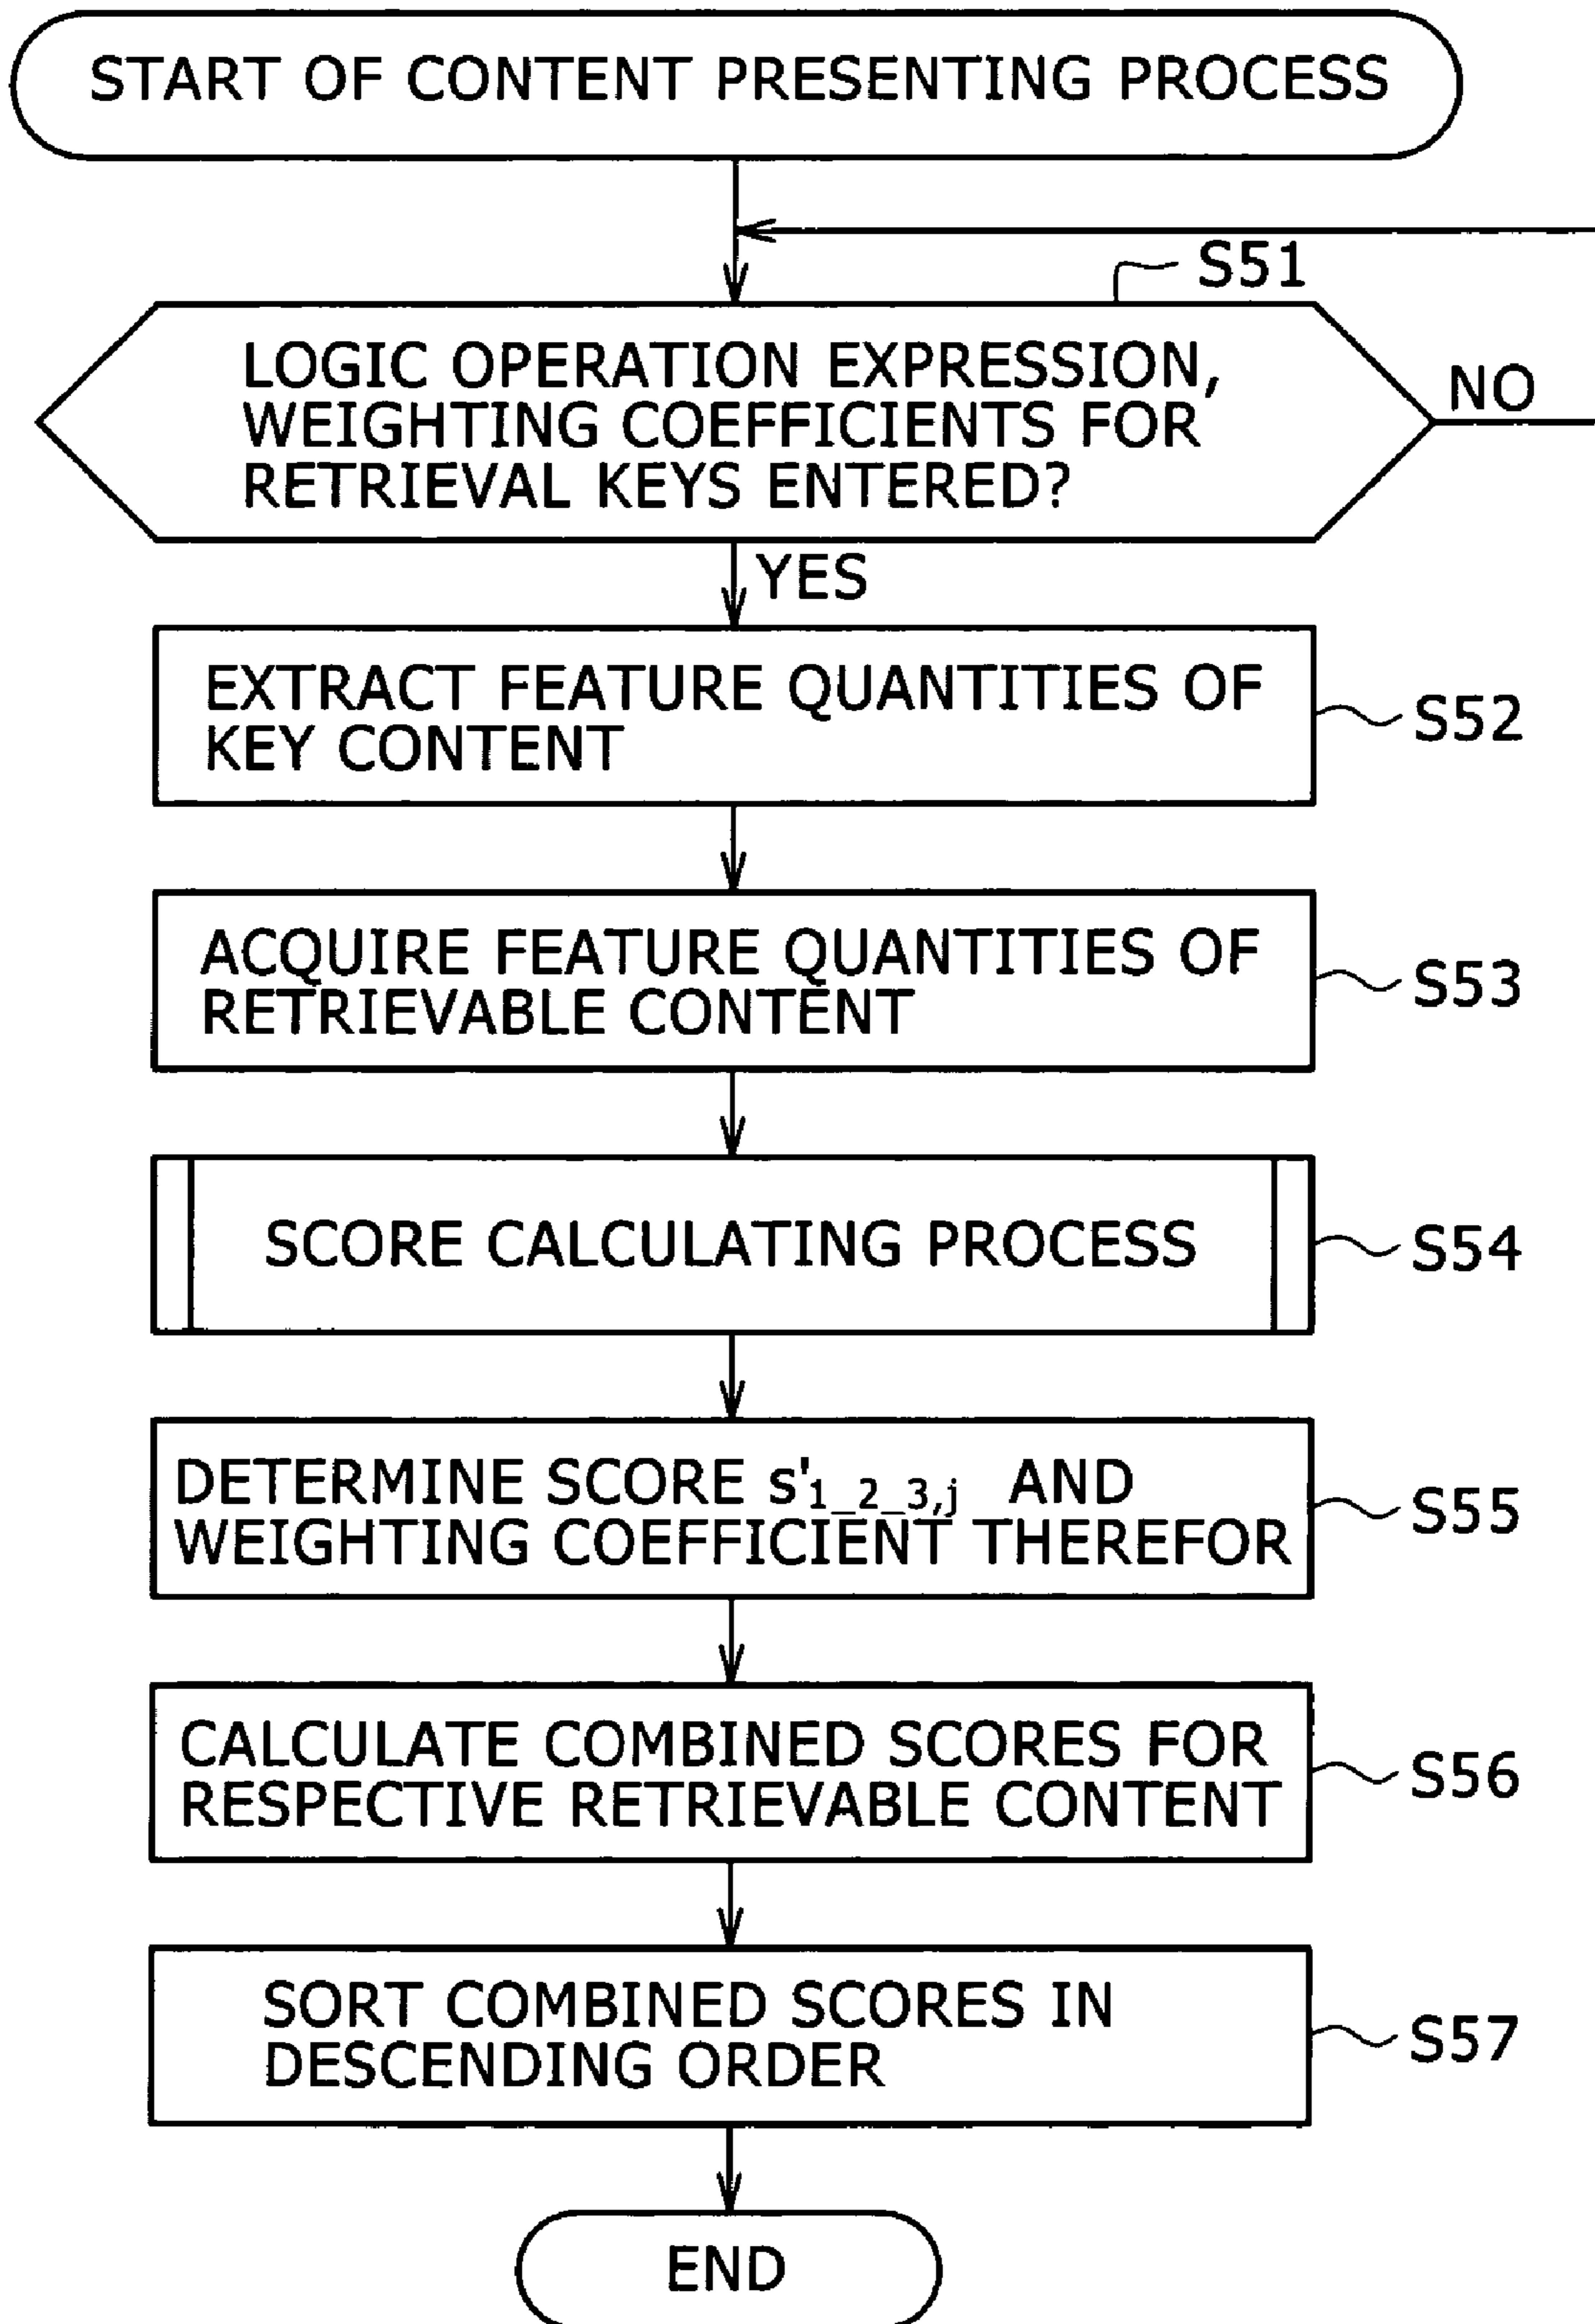 START OF CONTENT PRESENTING PROCESS
S51
LOGIC OPERATION EXPRESSION,
WEIGHTING COEFFICIENTS FOR
RETRIEVAL KEYS ENTERED?
NO
YES
EXTRACT FEATURE QUANTITIES OF
KEY CONTENT
S52
ACQUIRE FEATURE QUANTITIES OF
RETRIEVABLE CONTENT
S53
SCORE CALCULATING PROCESS
S54
DETERMINE SCORE s'1_2_3,j AND
WEIGHTING COEFFICIENT THEREFOR
S55
CALCULATE COMBINED SCORES FOR
RESPECTIVE RETRIEVABLE CONTENT
S56
SORT COMBINED SCORES IN
DESCENDING ORDER
S57
END